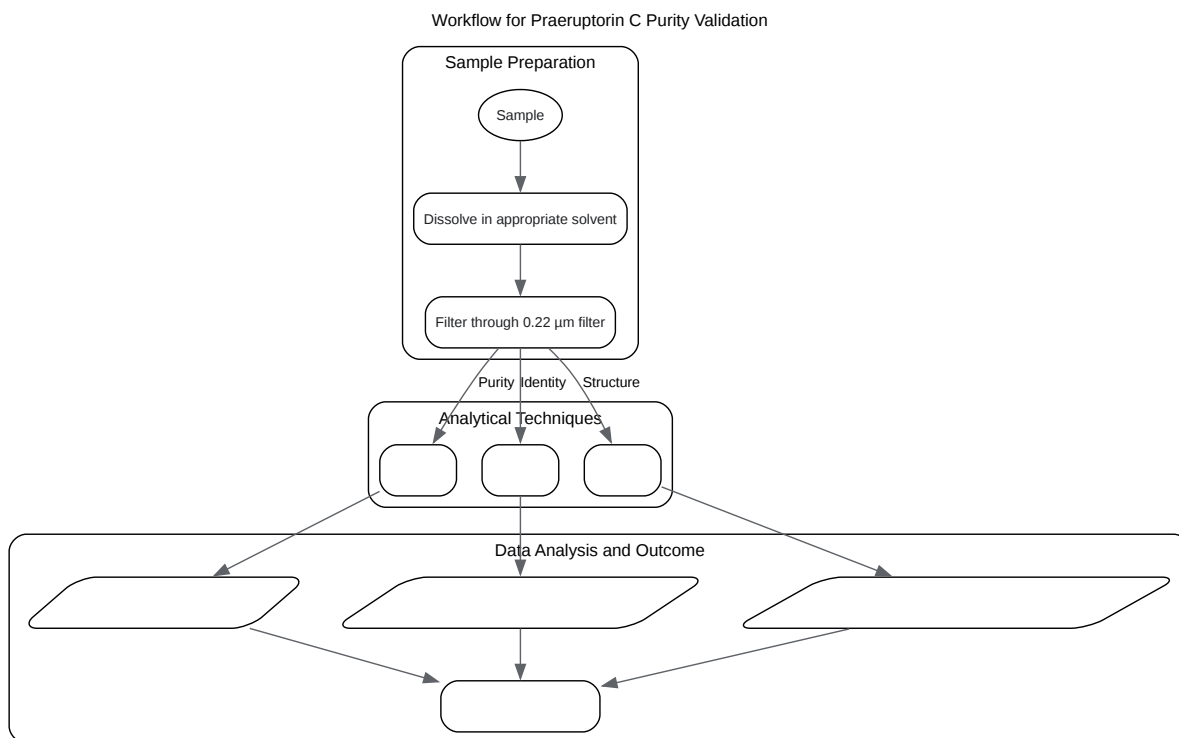 Workflow for Praeruptorin C Purity Validation
Sample Preparation
Sample
Dissolve in appropriate solvent
Filter through 0.22 µm filter
Purity Identity Structure
Analytical Techniques
Data Analysis and Outcome